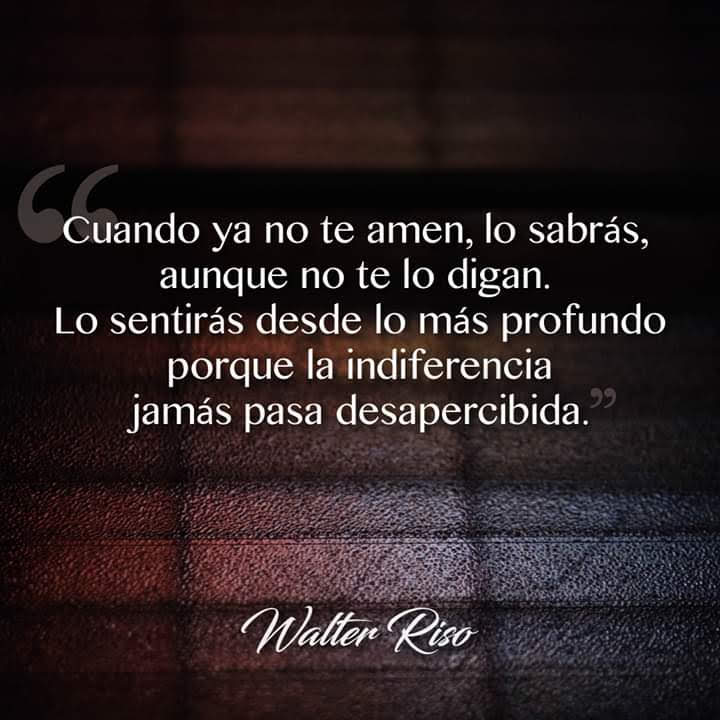 “Cuando ya no te amen, lo sabrás,
aunque no te lo digan.
Lo sentirás desde lo más profundo
porque la indiferencia
jamás pasa desapercibida.”
Walter Riso